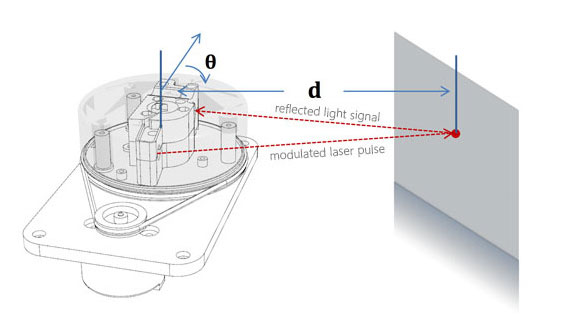 θ
d
reflected light signal
modulated laser pulse